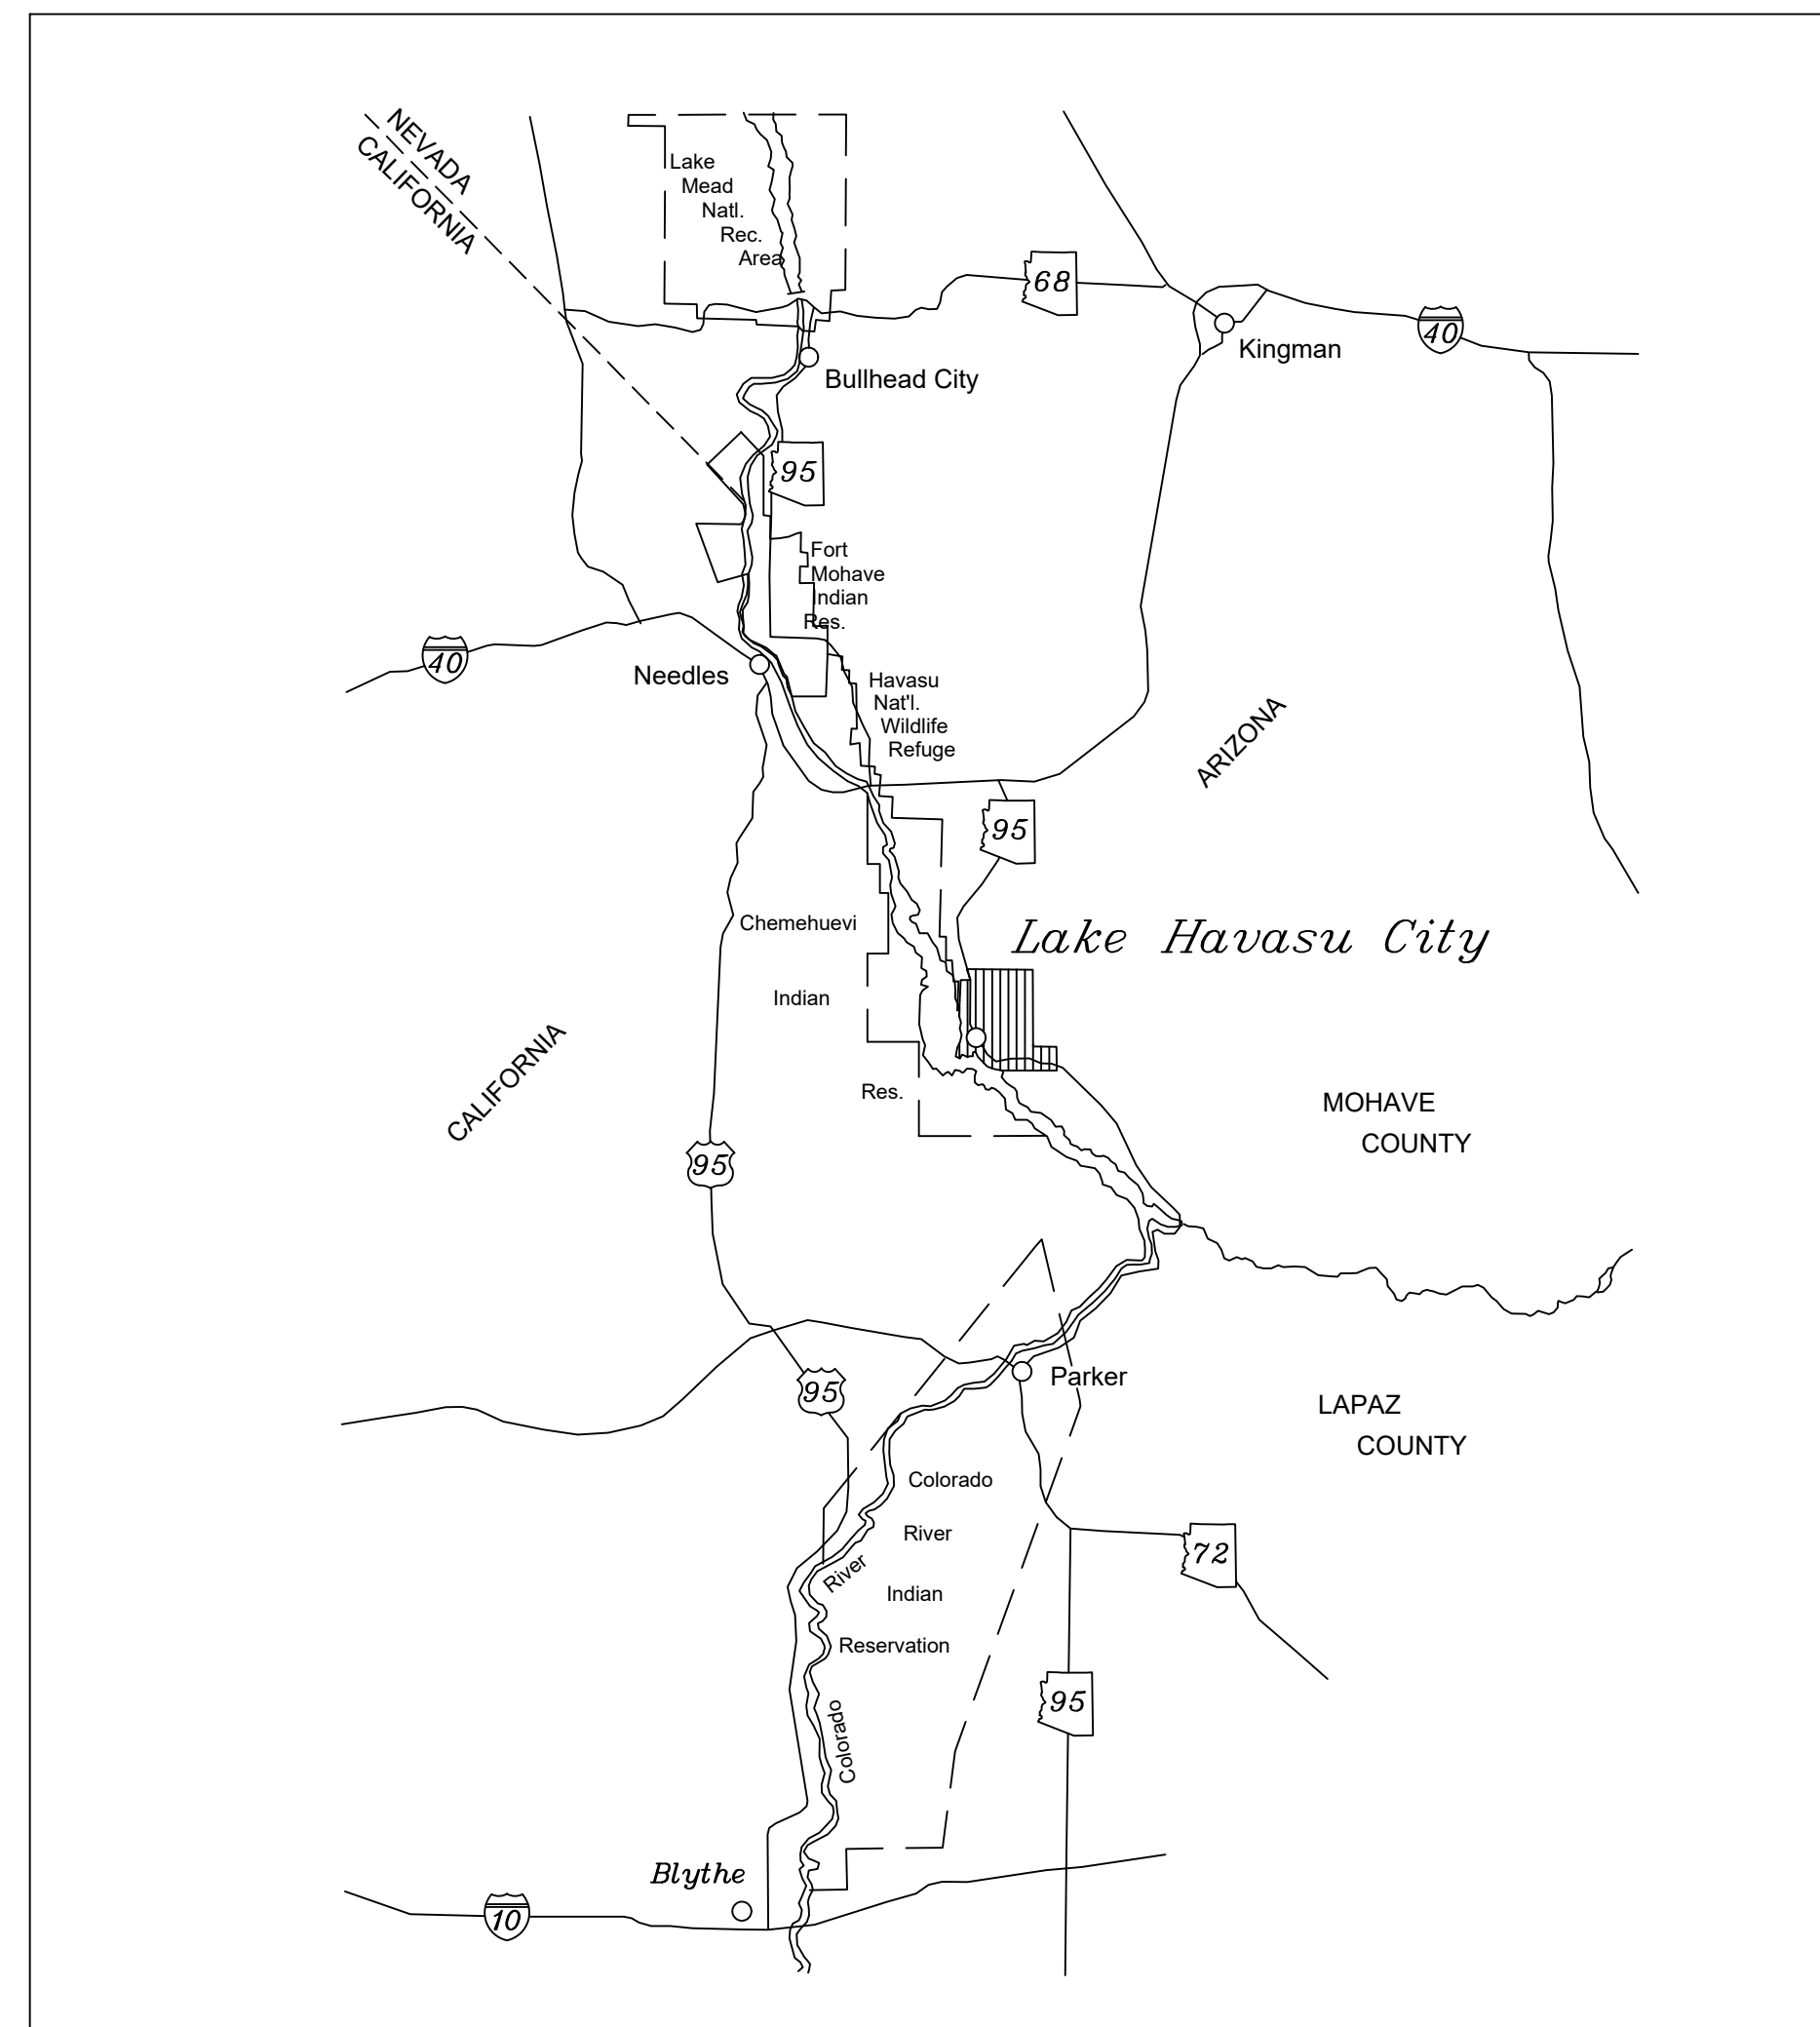 NEVADA
CALIFORNIA
Lake
Mead
Natl.
Rec.
Area
68
40
Kingman
Bullhead City
95
Fort
Mohave
Indian
Res.
40
Needles
Havasu
Nat'l.
Wildlife
Refuge
ARIZONA
95
Chemehuevi
Indian
Res.
Lake Havasu City
CALIFORNIA
MOHAVE
COUNTY
95
95
Parker
LAPAZ
COUNTY
Colorado
River
Indian
Reservation
72
River
Colorado
95
Blythe
10